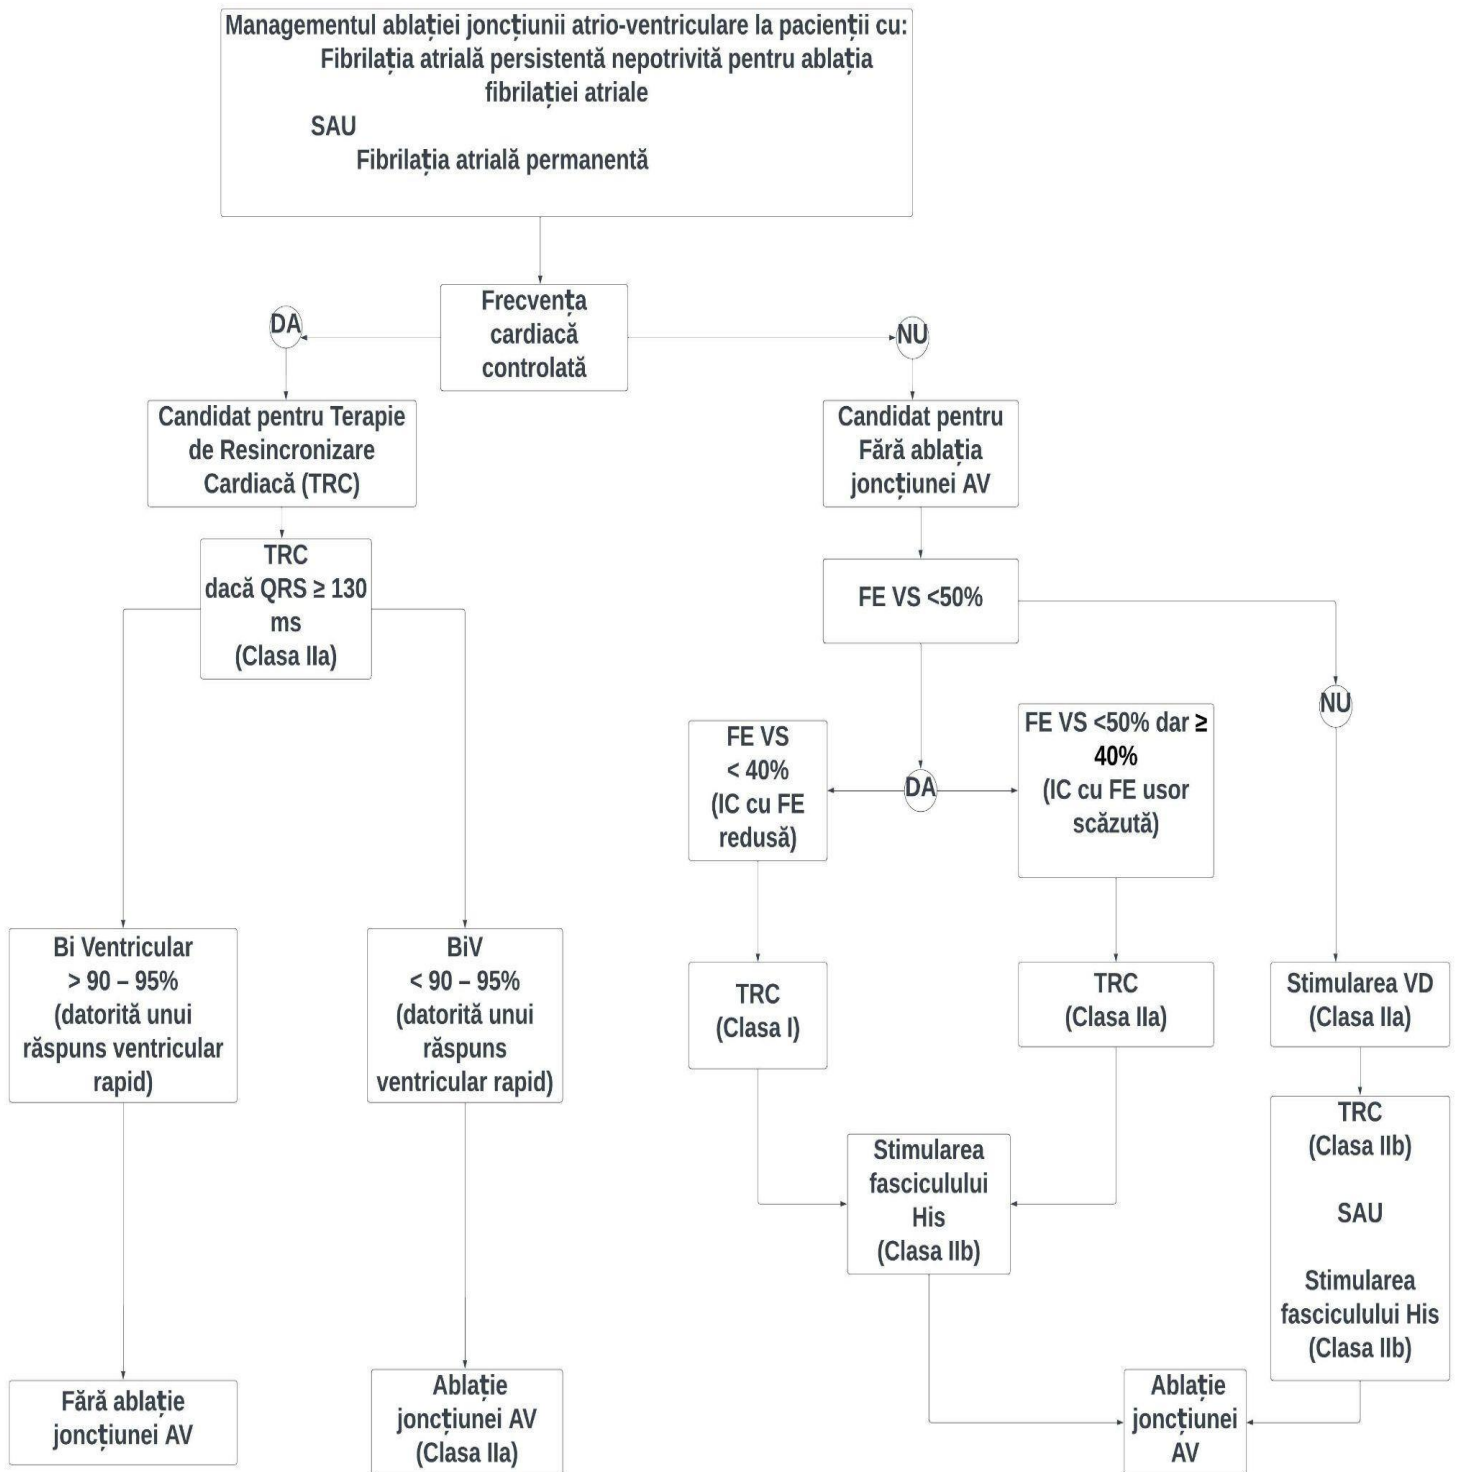 Managementul ablației joncțiunii atrio-ventriculare la pacienții cu:
Fibrilația atrială persistentă nepotrivită pentru ablația
fibrilației atriale
SAU
Fibrilația atrială permanentă
Frecvența
cardiacă
controlată
DA
NU
Candidat pentru Terapie
de Resincronizare
Cardiacă (TRC)
Candidat pentru
Fără ablația
joncțiunei AV
TRC
dacă QRS ≥ 130
ms
(Clasa IIa)
FE VS <50%
NU
FE VS
< 40%
(IC cu FE
redusă)
DA
FE VS <50% dar ≥
40%
(IC cu FE usor
scăzută)
Bi Ventricular
> 90 – 95%
(datorită unui
răspuns ventricular
rapid)
BiV
< 90 – 95%
(datorită unui
răspuns
ventricular rapid)
TRC
(Clasa I)
TRC
(Clasa IIa)
Stimularea VD
(Clasa IIa)
Stimularea
fasciculului
His
(Clasa IIb)
TRC
(Clasa IIb)
SAU
Stimularea
fasciculului His
(Clasa IIb)
Fără ablație
joncțiunei AV
Ablație
joncțiunei AV
(Clasa IIa)
Ablație
joncțiunei
AV